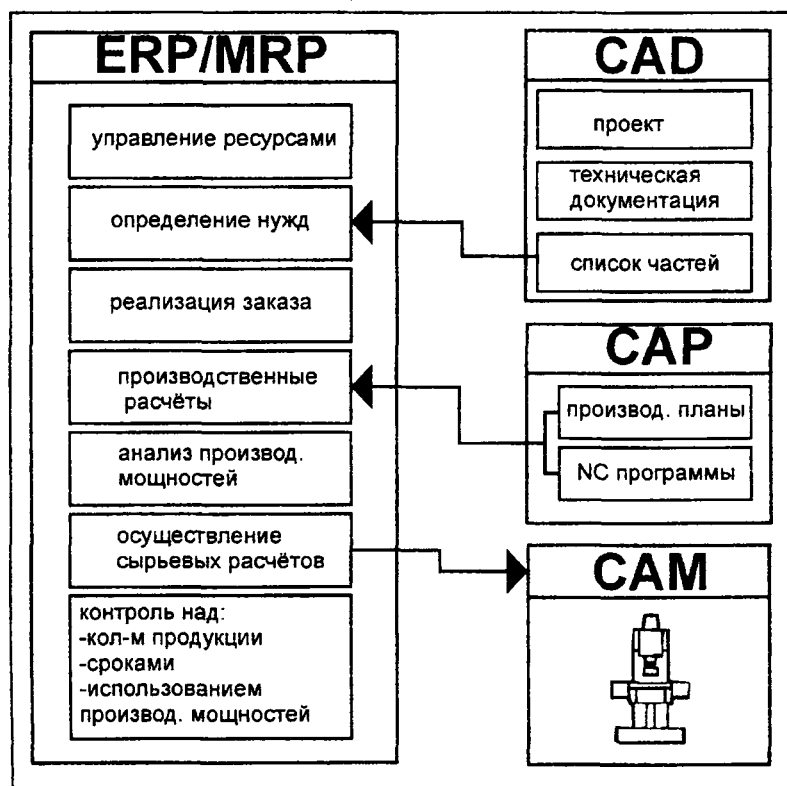 ERP/MRP
управление ресурсами
определение нужд
реализация заказа
производственные
расчёты
анализ производ.
мощностей
осуществление
сырьевых расчётов
контроль над:
-кол-м продукции
-сроками
-использованием
производ. мощностей
CAD
проект
техническая
документация
список частей
CAP
производ. планы
NC программы
CAM